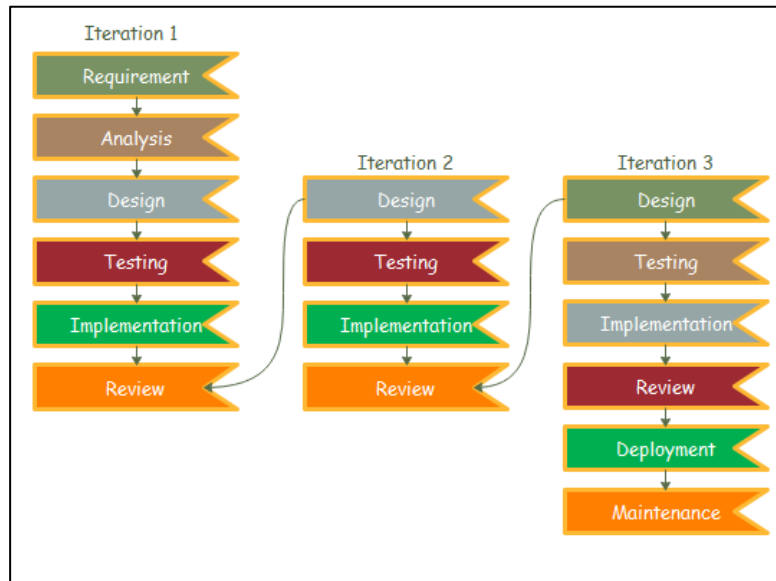 Iteration 1
Requirement
Analysis
Design
Testing
Implementation
Review
Iteration 2
Design
Testing
Implementation
Review
Iteration 3
Design
Testing
Implementation
Review
Deployment
Maintenance